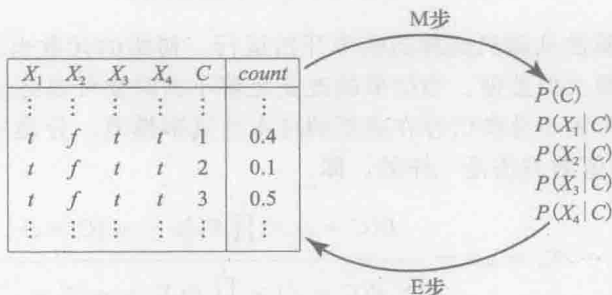 M步
X₁ X₂ X₃ X₄ C count
⋮ ⋮ ⋮ ⋮ ⋮ ⋮
t f t t 1 0.4
t f t t 2 0.1
t f t t 3 0.5
⋮ ⋮ ⋮ ⋮ ⋮ ⋮
P(C)
P(X₁|C)
P(X₂|C)
P(X₃|C)
P(X₄|C)
E步